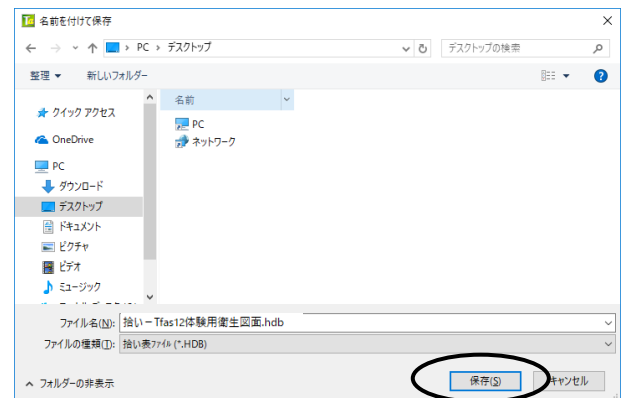 名前を付けて保存
PC › デスクトップ
デスクトップの検索
整理 ▼ 新しいフォルダー
名前
クイック アクセス
PC
ネットワーク
OneDrive
PC
ダウンロード
デスクトップ
ドキュメント
ピクチャ
ビデオ
ミュージック
ファイル名(N): 拾い－Tfas12体験用衛生図面.hdb
ファイルの種類(T): 拾い表ファイル (*.HDB)
フォルダーの非表示
保存(S)
キャンセル